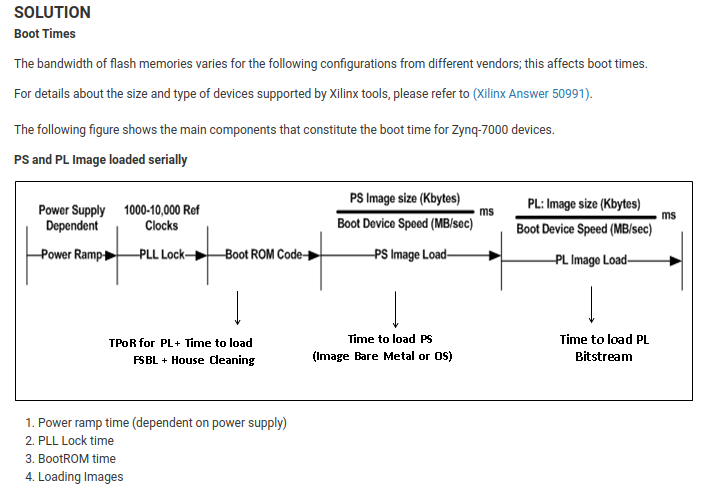 SOLUTION
Boot Times
The bandwidth of flash memories varies for the following configurations from different vendors; this affects boot times.
For details about the size and type of devices supported by Xilinx tools, please refer to (Xilinx Answer 50991).
The following figure shows the main components that constitute the boot time for Zynq-7000 devices.
PS and PL Image loaded serially
Power Supply
Dependent
1000-10,000 Ref
Clocks
PS Image size (Kbytes)
Boot Device Speed (MB/sec)
ms
PL: Image size (Kbytes)
Boot Device Speed (MB/sec)
ms
Power Ramp
PLL Lock
Boot ROM Code
PS Image Load
PL Image Load
TPoR for PL+ Time to load
FSBL + House Cleaning
Time to load PS
(Image Bare Metal or OS)
Time to load PL
Bitstream
1. Power ramp time (dependent on power supply)
2. PLL Lock time
3. BootROM time
4. Loading Images